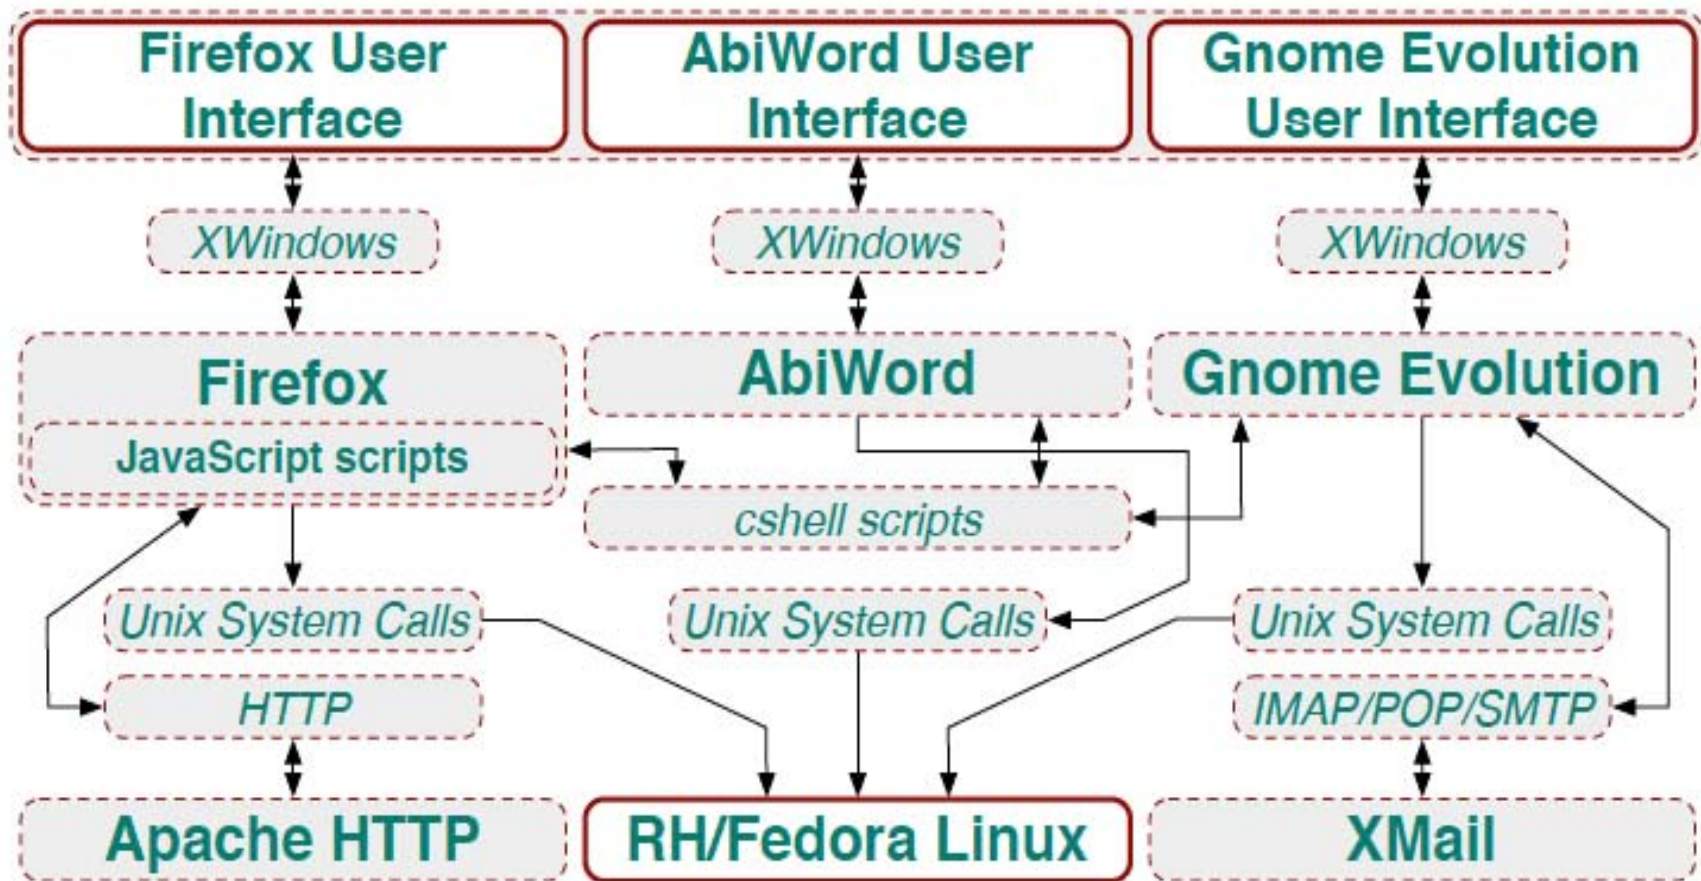 Firefox User
Interface
AbiWord User
Interface
Gnome Evolution
User Interface
XWindows
XWindows
XWindows
Firefox
JavaScript scripts
AbiWord
Gnome Evolution
cshell scripts
Unix System Calls
Unix System Calls
Unix System Calls
HTTP
IMAP/POP/SMTP
Apache HTTP
RH/Fedora Linux
XMail